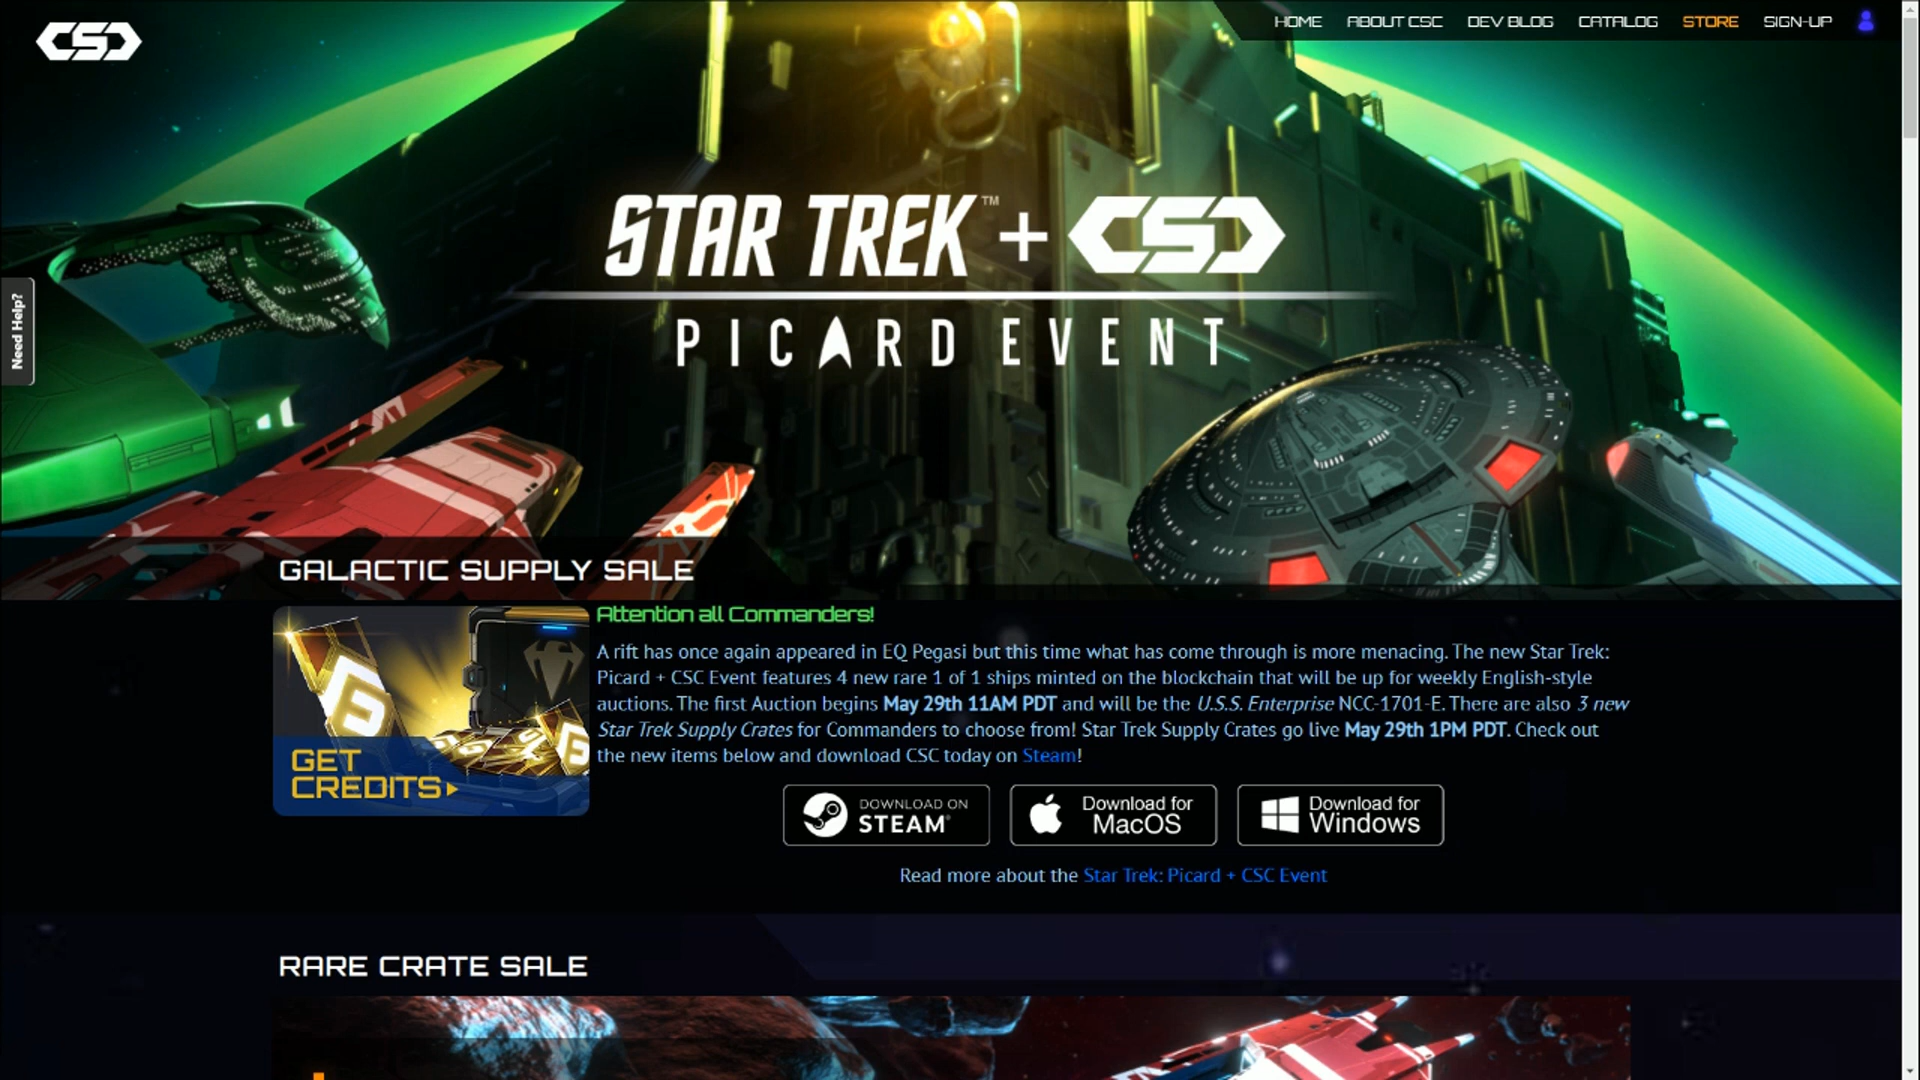 CSC
HOME ABOUT CSC DEV BLOG CATALOG STORE SIGN-UP
STAR TREK™ + CSC
PICARD EVENT
Need Help?
GALACTIC SUPPLY SALE
GET
CREDITS
Attention all Commanders!
A rift has once again appeared in EQ Pegasi but this time what has come through is more menacing. The new Star Trek:
Picard + CSC Event features 4 new rare 1 of 1 ships minted on the blockchain that will be up for weekly English-style
auctions. The first Auction begins May 29th 11AM PDT and will be the U.S.S. Enterprise NCC-1701-E. There are also 3 new
Star Trek Supply Crates for Commanders to choose from! Star Trek Supply Crates go live May 29th 1PM PDT. Check out
the new items below and download CSC today on Steam!
DOWNLOAD ON
STEAM®
Download for
MacOS
Download for
Windows
Read more about the Star Trek: Picard + CSC Event
RARE CRATE SALE